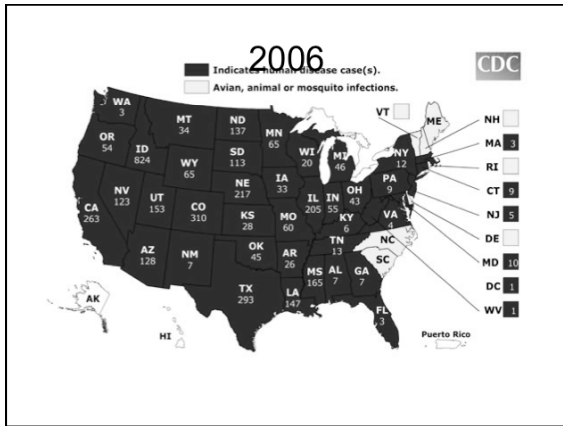 2006
Indicates human disease case(s).
Avian, animal or mosquito infections.
CDC
WA
3
MT
34
ND
137
MN
65
VT
ME
NH
OR
54
ID
824
WY
65
SD
113
WI
20
MI
46
NY
12
MA 3
RI
NV
123
UT
153
CO
310
NE
217
IA
33
IL
205
IN
55
OH
43
PA
9
CT 9
NJ 5
CA
263
KS
28
MO
60
KY
6
VA
4
DE
MD 10
AZ
128
NM
7
OK
45
AR
26
TN
13
NC
SC
DC 1
WV 1
TX
293
LA
147
MS
165
AL
7
GA
7
FL
3
AK
HI
Puerto Rico